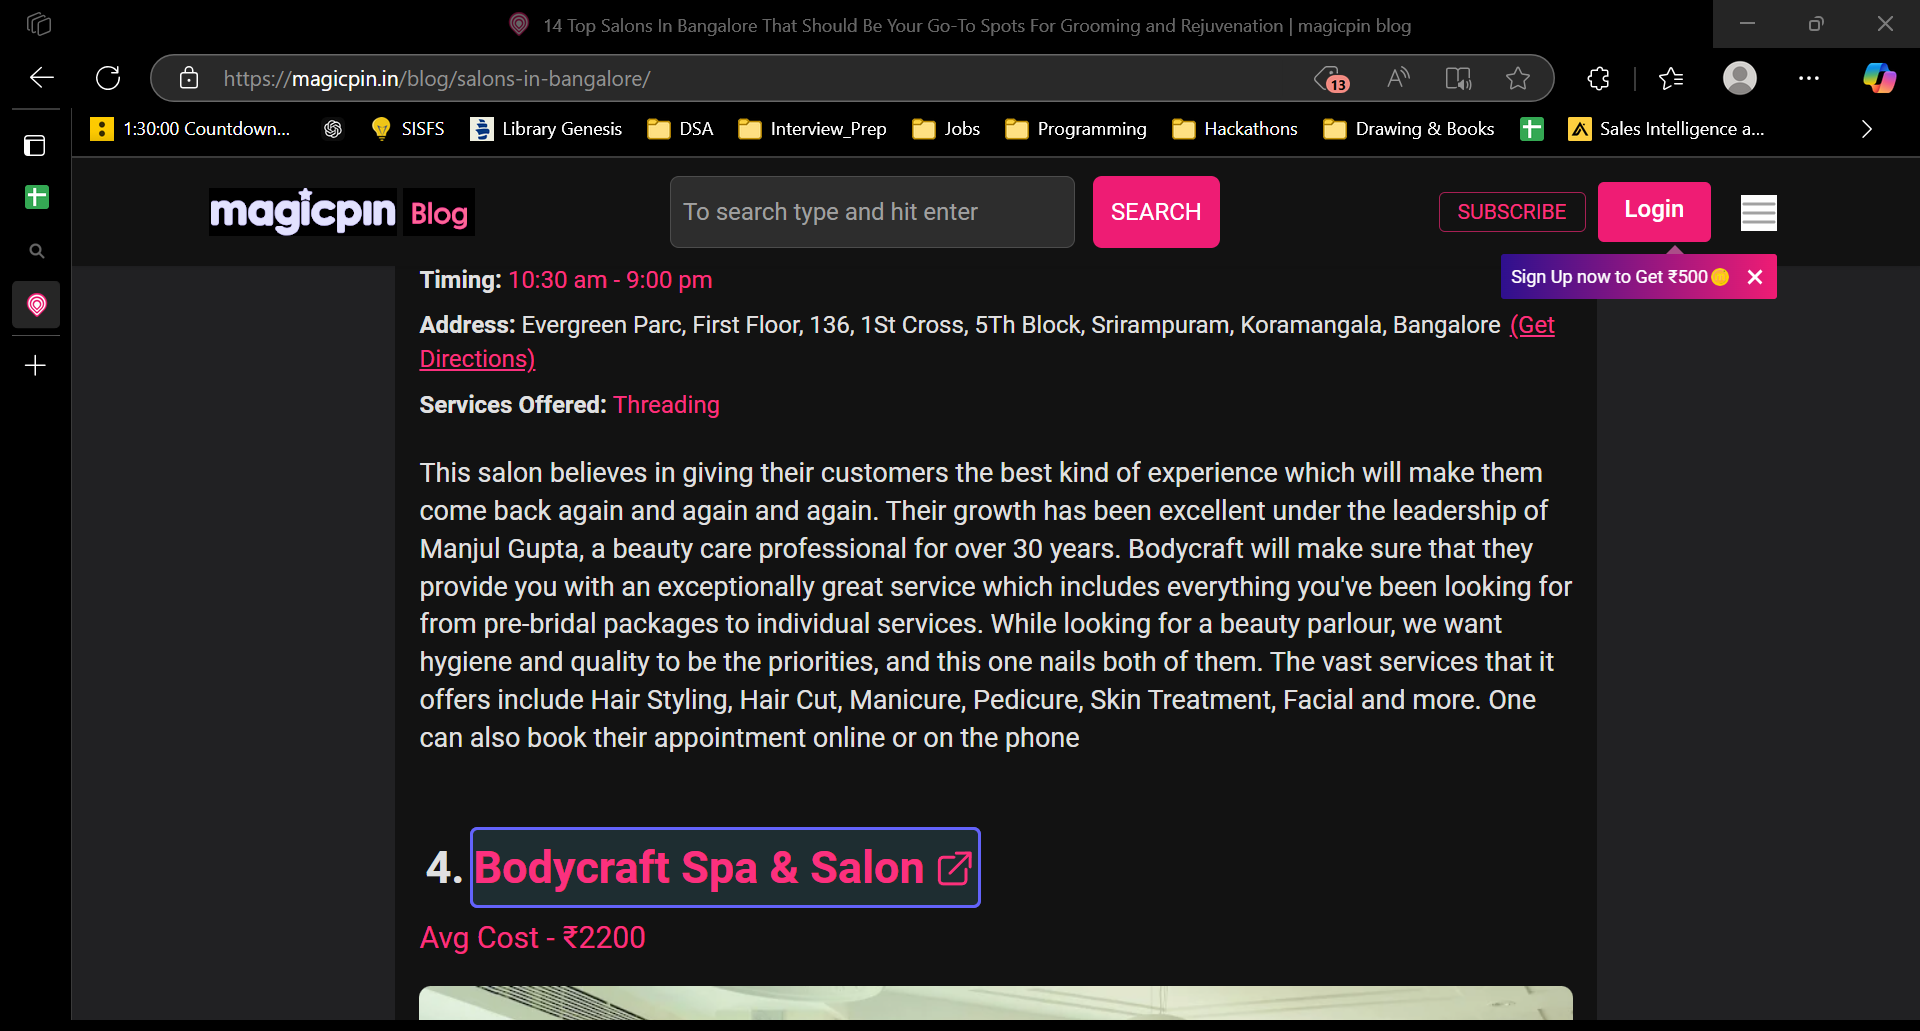 14 Top Salons In Bangalore That Should Be Your Go-To Spots For Grooming and Rejuvenation | magicpin blog
https://magicpin.in/blog/salons-in-bangalore/
13
1:30:00 Countdown...
SISFS
Library Genesis
DSA
Interview_Prep
Jobs
Programming
Hackathons
Drawing & Books
Sales Intelligence a...
magicpin Blog
To search type and hit enter
SEARCH
SUBSCRIBE
Login
Sign Up now to Get ₹500
Timing: 10:30 am - 9:00 pm
Address: Evergreen Parc, First Floor, 136, 1St Cross, 5Th Block, Srirampuram, Koramangala, Bangalore (Get
Directions)
Services Offered: Threading
This salon believes in giving their customers the best kind of experience which will make them
come back again and again and again. Their growth has been excellent under the leadership of
Manjul Gupta, a beauty care professional for over 30 years. Bodycraft will make sure that they
provide you with an exceptionally great service which includes everything you've been looking for
from pre-bridal packages to individual services. While looking for a beauty parlour, we want
hygiene and quality to be the priorities, and this one nails both of them. The vast services that it
offers include Hair Styling, Hair Cut, Manicure, Pedicure, Skin Treatment, Facial and more. One
can also book their appointment online or on the phone
4. Bodycraft Spa & Salon
Avg Cost - ₹2200